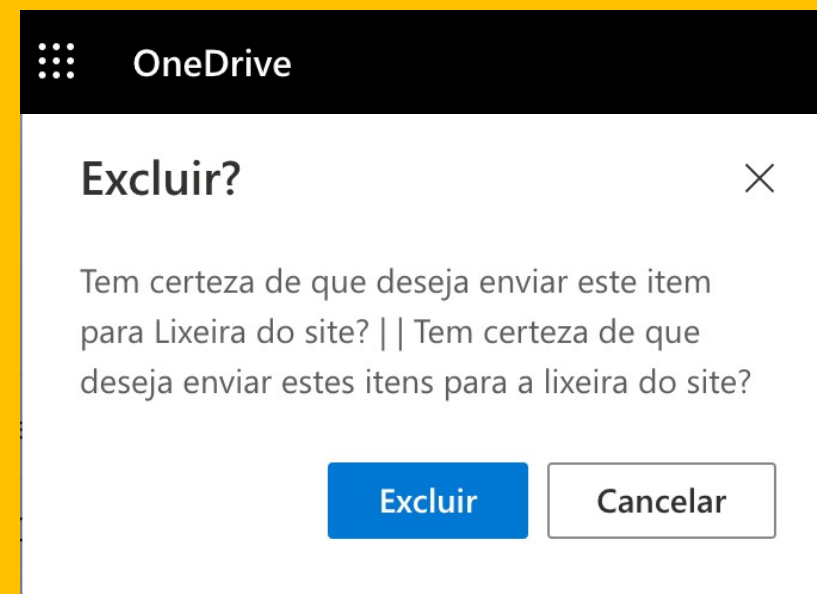 OneDrive
Excluir?
Tem certeza de que deseja enviar este item
para Lixeira do site? | | Tem certeza de que
deseja enviar estes itens para a lixeira do site?
Excluir Cancelar